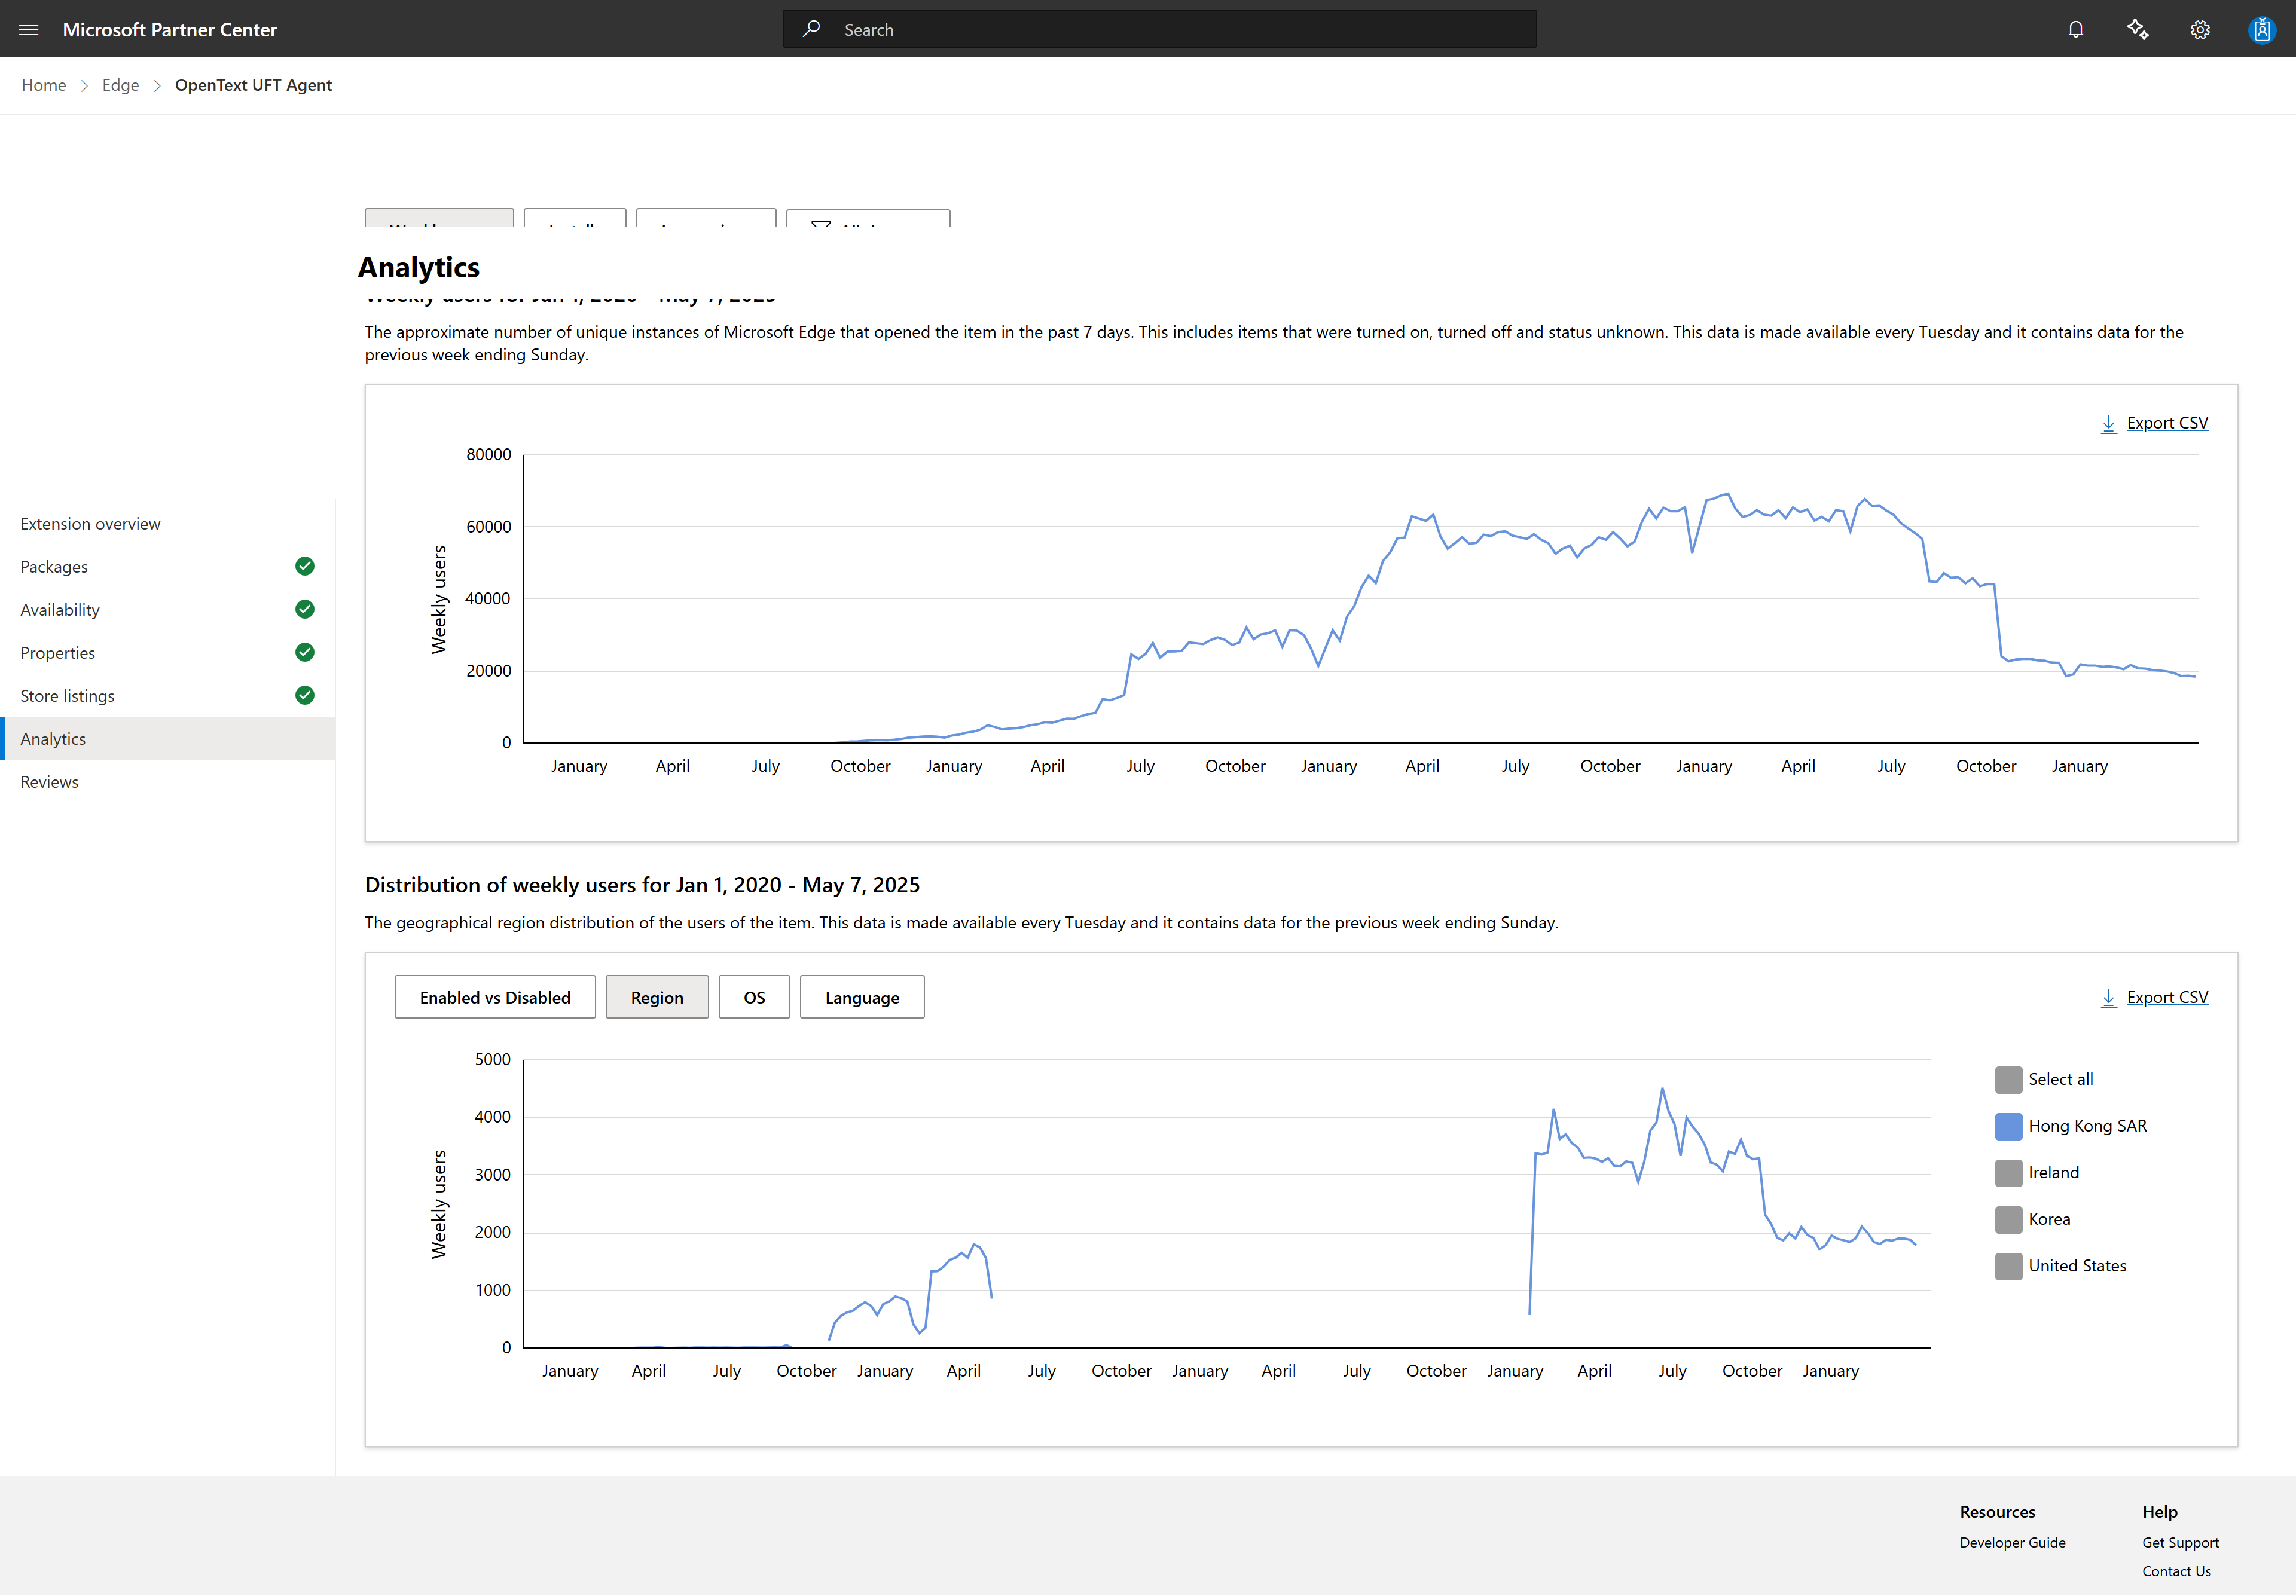 Microsoft Partner Center
Search
Home > Edge > OpenText UFT Agent
Analytics
Weekly users for Jan 1, 2020 - May 7, 2025
The approximate number of unique instances of Microsoft Edge that opened the item in the past 7 days. This includes items that were turned on, turned off and status unknown. This data is made available every Tuesday and it contains data for the
previous week ending Sunday.
Extension overview
Packages
Availability
Properties
Store listings
Analytics
Reviews
Export CSV
Weekly users
80000
60000
40000
20000
0
January April July October January April July October January April July October January April July October January
Distribution of weekly users for Jan 1, 2020 - May 7, 2025
The geographical region distribution of the users of the item. This data is made available every Tuesday and it contains data for the previous week ending Sunday.
Enabled vs Disabled Region OS Language
Export CSV
Weekly users
5000
4000
3000
2000
1000
0
January April July October January April July October January April July October January April July October January
Select all
Hong Kong SAR
Ireland
Korea
United States
Resources
Developer Guide
Help
Get Support
Contact Us